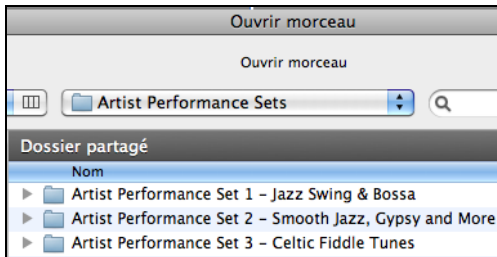 Ouvrir morceau
Ouvrir morceau
Artist Performance Sets
Dossier partagé
Nom
Artist Performance Set 1 – Jazz Swing & Bossa
Artist Performance Set 2 – Smooth Jazz, Gypsy and More
Artist Performance Set 3 – Celtic Fiddle Tunes